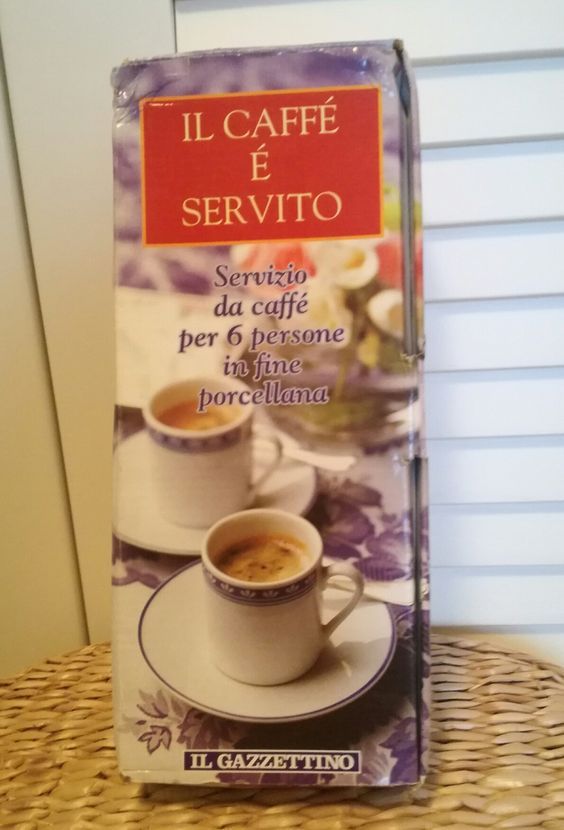 IL CAFFÉ
É
SERVITO
Servizio
da caffé
per 6 persone
in fine
porcellana
IL GAZZETTINO